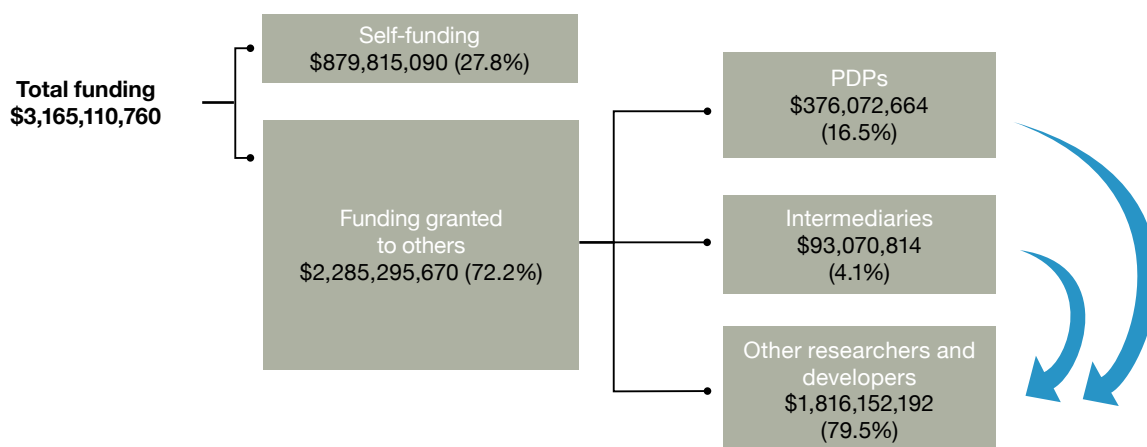 Total funding
$3,165,110,760
Self-funding
$879,815,090 (27.8%)
Funding granted
to others
$2,285,295,670 (72.2%)
PDPs
$376,072,664
(16.5%)
Intermediaries
$93,070,814
(4.1%)
Other researchers and
developers
$1,816,152,192
(79.5%)